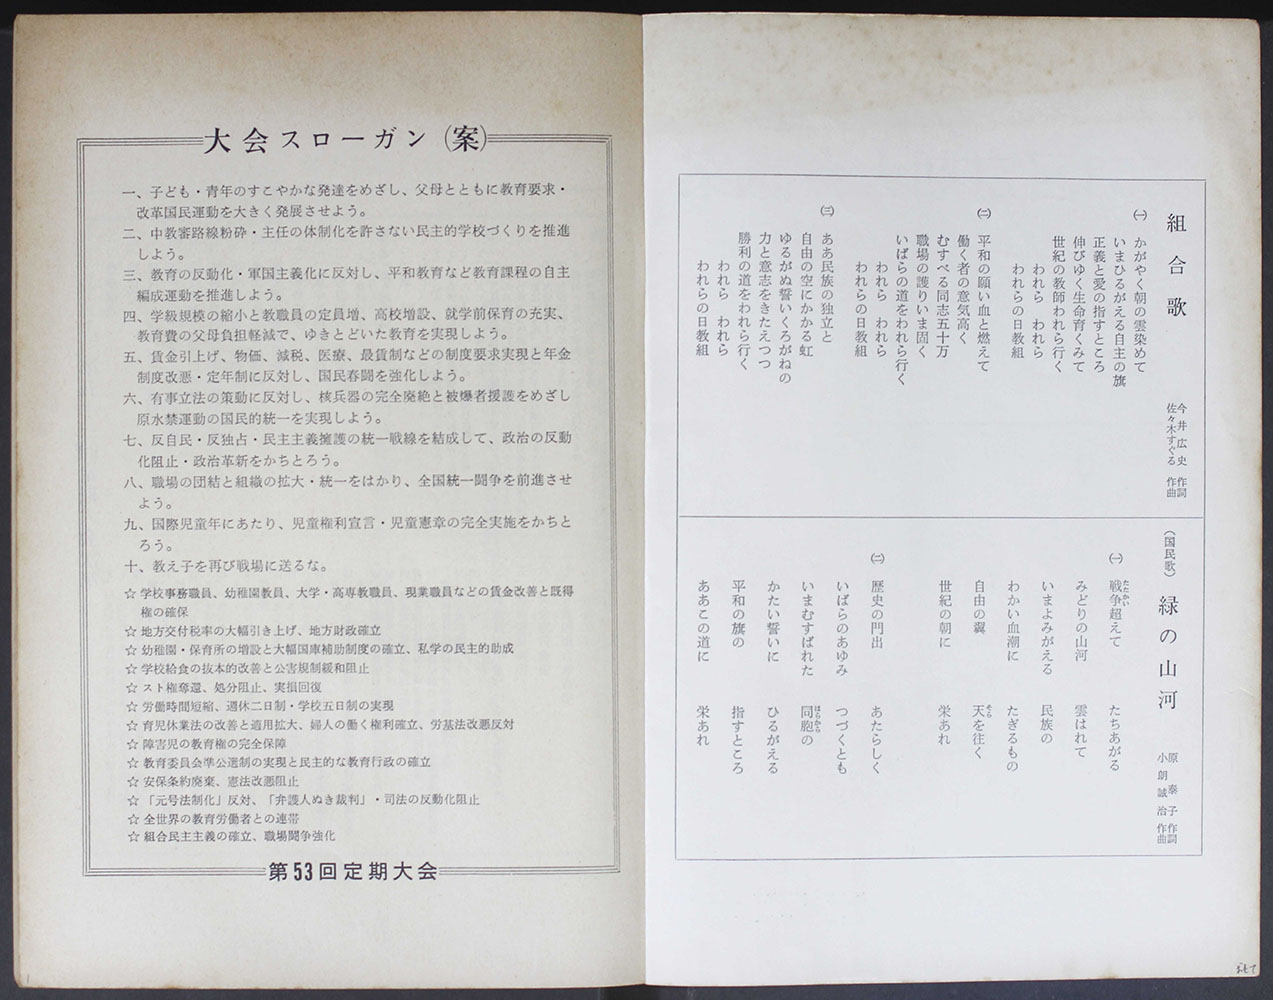 大会スローガン(案)
一、子ども・青年のすこやかな発達をめざし、父母とともに教育要求・
改革国民運動を大きく発展させよう。
二、中教審路線粉砕・主任の体制化を許さない民主的学校づくりを推進
しよう。
三、教育の反動化・軍国主義化に反対し、平和教育など教育課程の自主
編成運動を推進しよう。
四、学級規模の縮小と教職員の定員増、高校増設、就学前保育の充実、
教育費の父母負担軽減で、ゆきとどいた教育を実現しよう。
五、賃金引上げ、物価、減税、医療、最賃制などの制度要求実現と年金
制度改悪・定年制に反対し、国民春闘を強化しよう。
六、有事立法の策動に反対し、核兵器の完全廃絶と被爆者援護をめざし
原水禁運動の国民的統一を実現しよう。
七、反自民・反独占・民主主義擁護の統一戦線を結成して、政治の反動
化阻止・政治革新をかちとろう。
八、職場の団結と組織の拡大・統一をはかり、全国統一闘争を前進させ
よう。
九、国際児童年にあたり、児童権利宣言・児童憲章の完全実施をかちと
ろう。
十、教え子を再び戦場に送るな。
☆ 学校事務職員、幼稚園教員、大学・高専教職員、現業職員などの賃金改善と既得
権の確保
☆ 地方交付税率の大幅引き上げ、地方財政確立
☆ 幼稚園・保育所の増設と大幅国庫補助制度の確立、私学の民主的助成
☆ 学校給食の抜本的改善と公害規制緩和阻止
☆ スト権奪還、処分阻止、実損回復
☆ 労働時間短縮、週休二日制・学校五日制の実現
☆ 育児休業法の改善と適用拡大、婦人の働く権利確立、労基法改悪反対
☆ 障害児の教育権の完全保障
☆ 教育委員会準公選制の実現と民主的な教育行政の確立
☆ 安保条約廃棄、憲法改悪阻止
☆ 「元号法制化」反対、「弁護人ぬき裁判」・司法の反動化阻止
☆ 全世界の教育労働者との連帯
☆ 組合民主主義の確立、職場闘争強化
第53回定期大会
組合歌
今井広史 作詞
佐々木すぐる 作曲
㈠ かがやく朝の雲染めて
いまひるがえる自主の旗
正義と愛の指すところ
伸びゆく生命育くみて
世紀の教師われら行く
われら われら
われらの日教組
㈡ 平和の願い血と燃えて
働く者の意気高く
むすべる同志五十万
職場の護りいま固く
いばらの道をわれら行く
われら われら
われらの日教組
㈢ ああ民族の独立と
自由の空にかかる虹
ゆるがぬ誓いくろがねの
力と意志をきたえつつ
勝利の道をわれら行く
われら われら
われらの日教組
(国民歌) 緑の山河
原泰子 作詞
小朗誠治 作曲
㈠ 戦争超えて たちあがる
たたかい
みどりの山河 雲はれて
いまよみがえる 民族の
わかい血潮に たぎるもの
自由の翼 天を往く
そら
世紀の朝に 栄あれ
㈡ 歴史の門出 あたらしく
いばらのあゆみ つづくとも
いまむすばれた 同胞の
はらから
かたい誓いに ひるがえる
平和の旗の 指すところ
ああこの道に 栄あれ